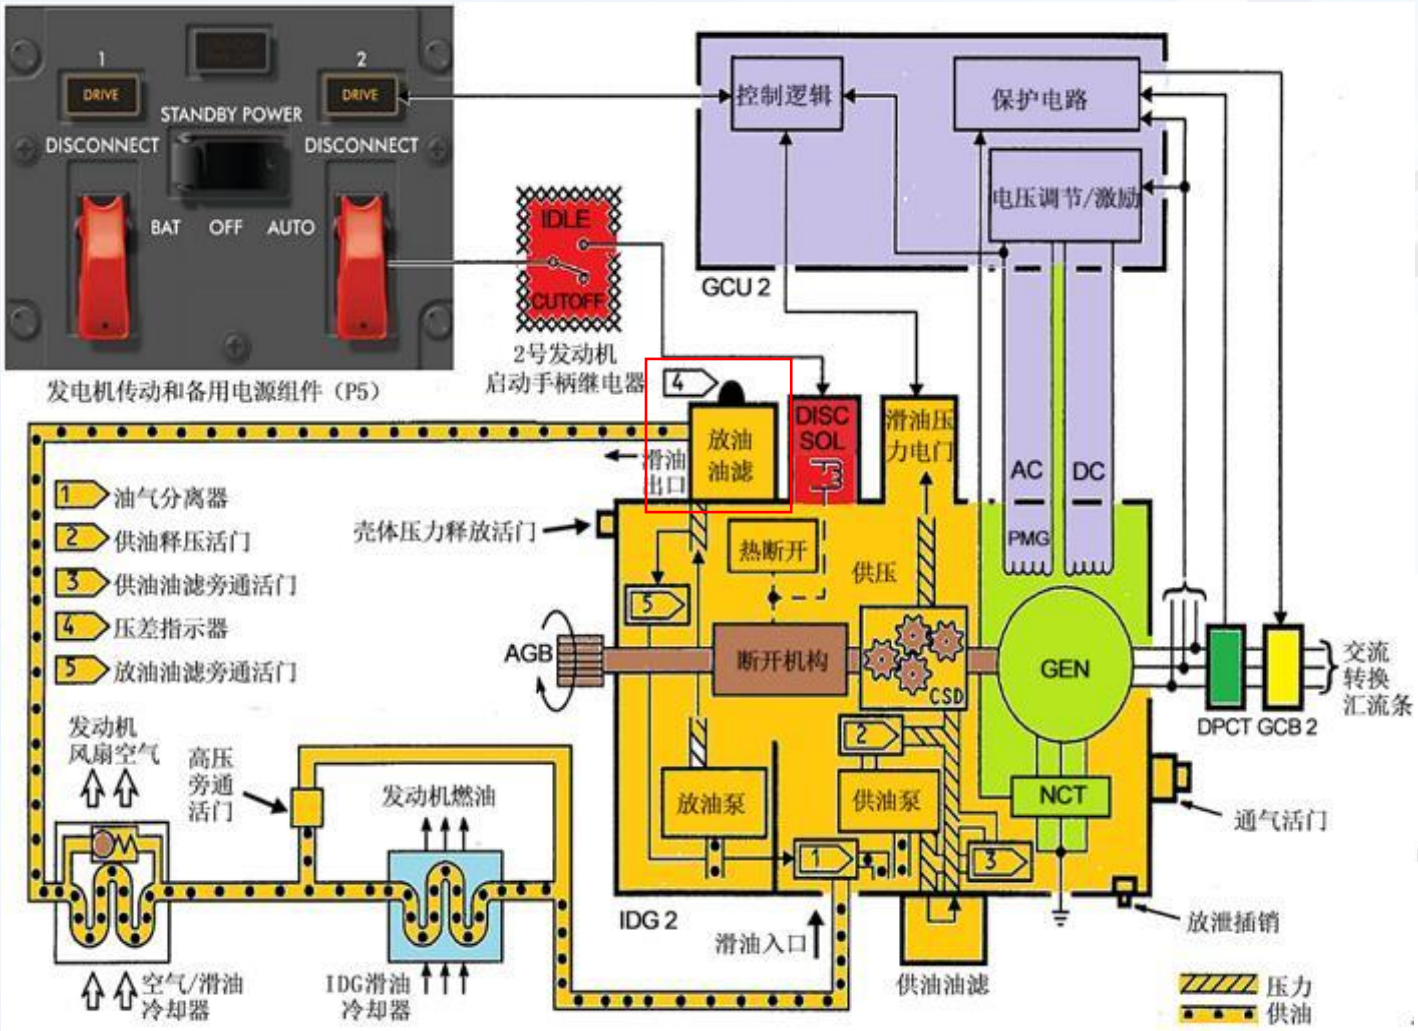 1
2
DRIVE
DRIVE
STANDBY POWER
DISCONNECT
DISCONNECT
BAT
OFF
AUTO
发电机传动和备用电源组件（P5）
IDLE
CUTOFF
2号发动机
启动手柄继电器
控制逻辑
保护电路
电压调节/激励
GCU 2
AC
DC
PMG
4
放油
油滤
滑油
出口
DISC
SOL
滑油压
力电门
1
油气分离器
2
供油释压活门
3
供油油滤旁通活门
4
压差指示器
5
放油油滤旁通活门
壳体压力释放活门
热断开
供压
5
AGB
断开机构
CSD
GEN
DPCT
GCB 2
交流
转换
汇流条
2
放油泵
供油泵
NCT
1
3
通气活门
放泄插销
IDG 2
滑油入口
供油油滤
发动机
风扇空气
高压
旁通
活门
发动机燃油
空气/滑油
冷却器
IDG滑油
冷却器
压力
供油